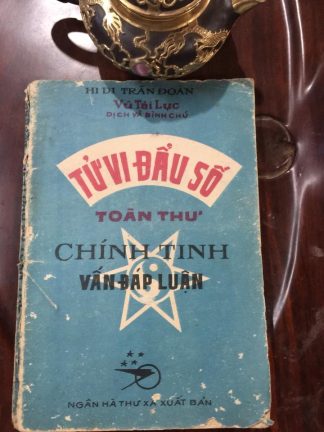 HI DI TRẦN ĐOÀN
Vũ Tài Lục
DỊCH VÀ BÌNH CHÚ
TỬ VI ĐẨU SỐ
TOÀN THƯ
CHÍNH TINH
VẤN ĐÁP LUẬN
NGÂN HÀ THƯ XÃ XUẤT BẢN